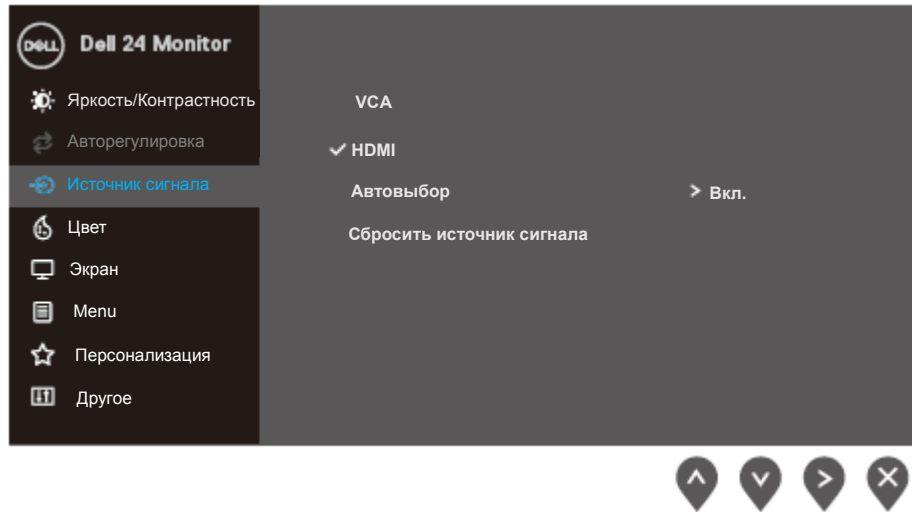 DELL Dell 24 Monitor
Яркость/Контрастность
Авторегулировка
Источник сигнала
Цвет
Экран
Menu
Персонализация
Другое
VCA
HDMI
Автовыбор Вкл.
Сбросить источник сигнала